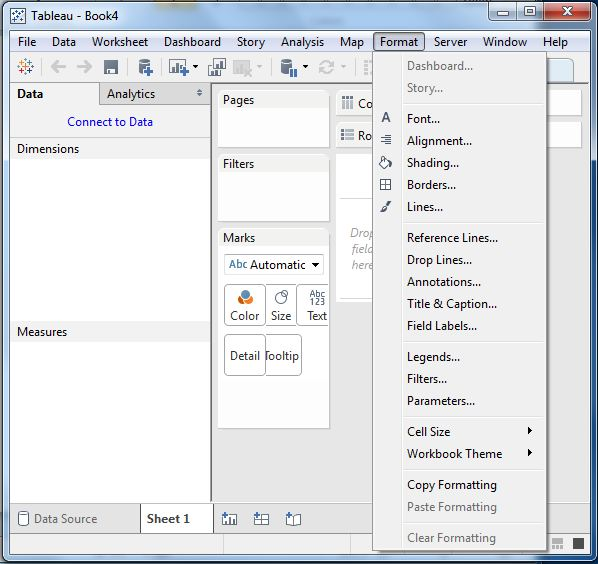 Tableau - Book4
File Data Worksheet Dashboard Story Analysis Map Format Server Window Help
Data
Analytics
Connect to Data
Dimensions
Measures
Pages
Filters
Marks
Abc Automatic
Color
Size
Abc
123
Text
Detail
Tooltip
Co
Ro
Drop
field
here
Dashboard...
Story...
A Font...
Alignment...
Shading...
Borders...
Lines...
Reference Lines...
Drop Lines...
Annotations...
Title & Caption...
Field Labels...
Legends...
Filters...
Parameters...
Cell Size
Workbook Theme
Copy Formatting
Paste Formatting
Clear Formatting
Data Source
Sheet 1